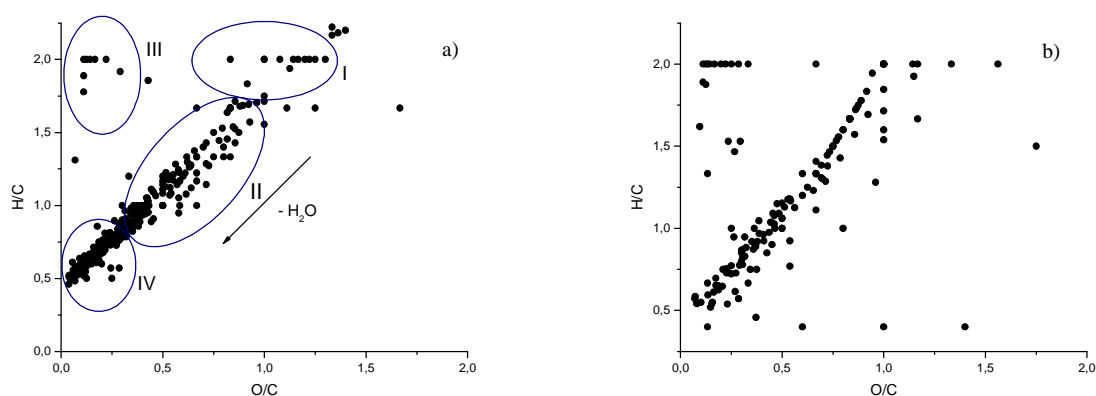 a)
III
I
II
- H₂O
IV
2,0
1,5
1,0
0,5
0,0
H/C
0,0 0,5 1,0 1,5 2,0
O/C
b)
2,0
1,5
1,0
0,5
H/C
0,0 0,5 1,0 1,5 2,0
O/C